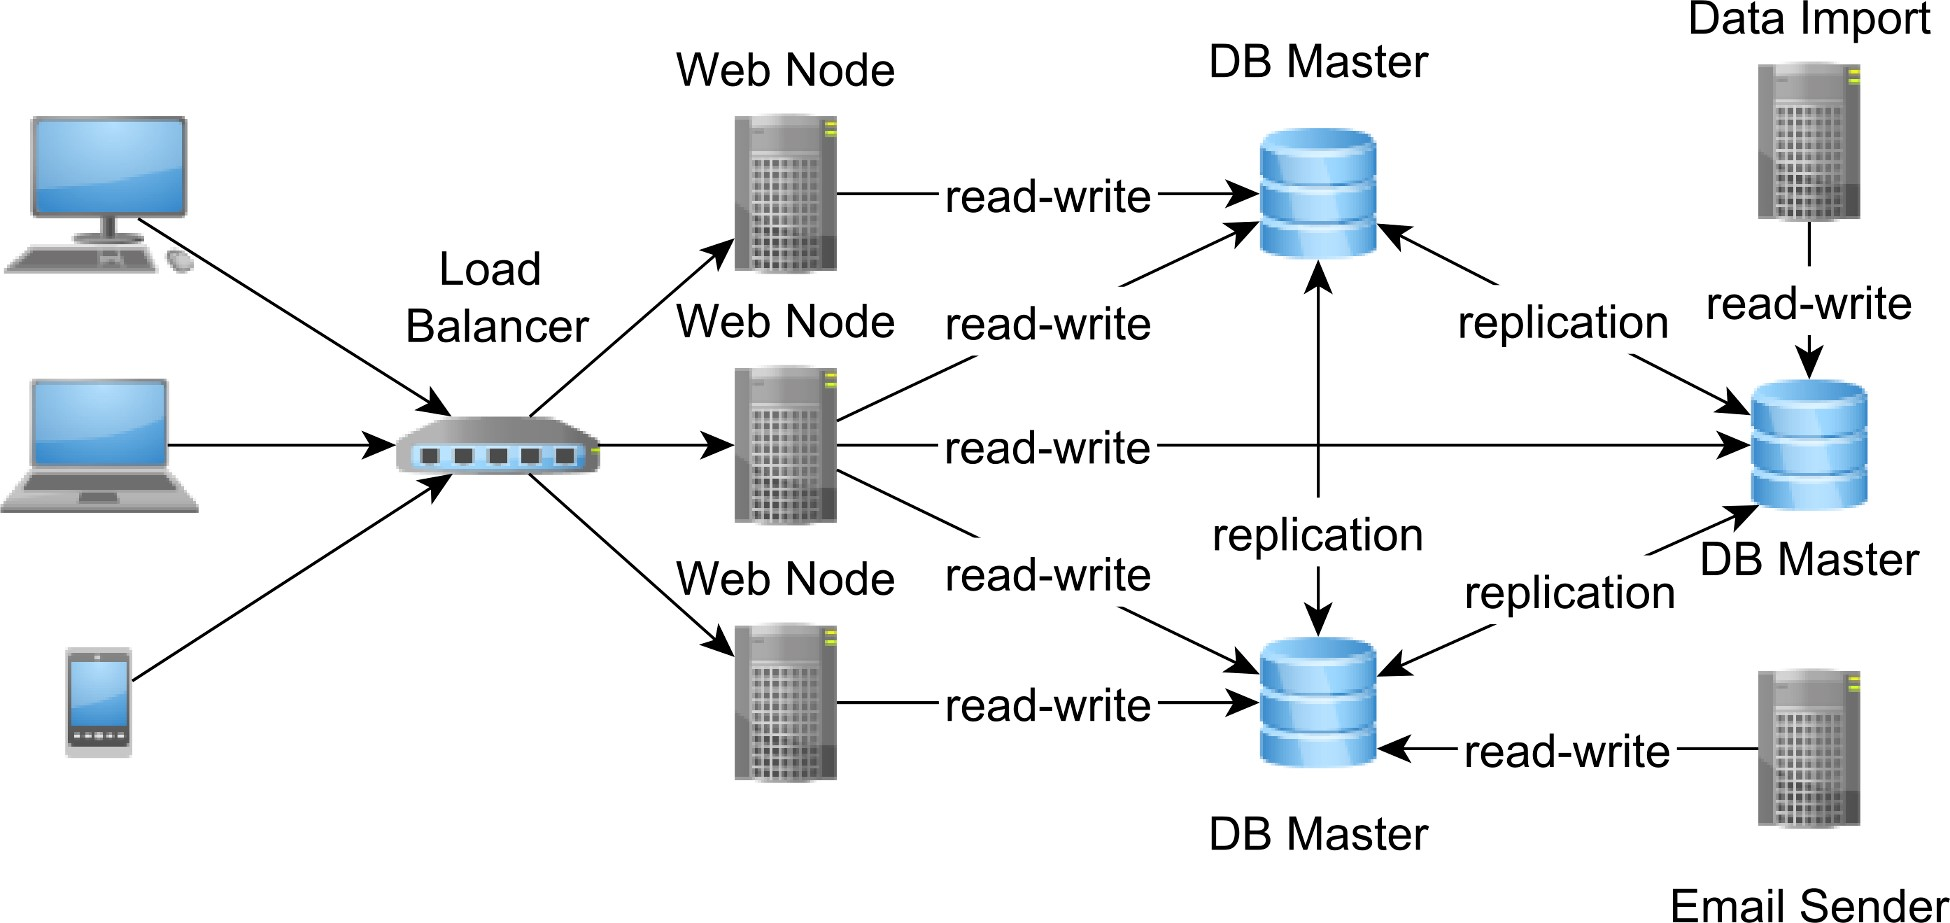 Data Import
DB Master
Web Node
read-write
Load
Balancer
Web Node
read-write
replication
read-write
read-write
replication
DB Master
Web Node
read-write
replication
read-write
read-write
DB Master
Email Sender